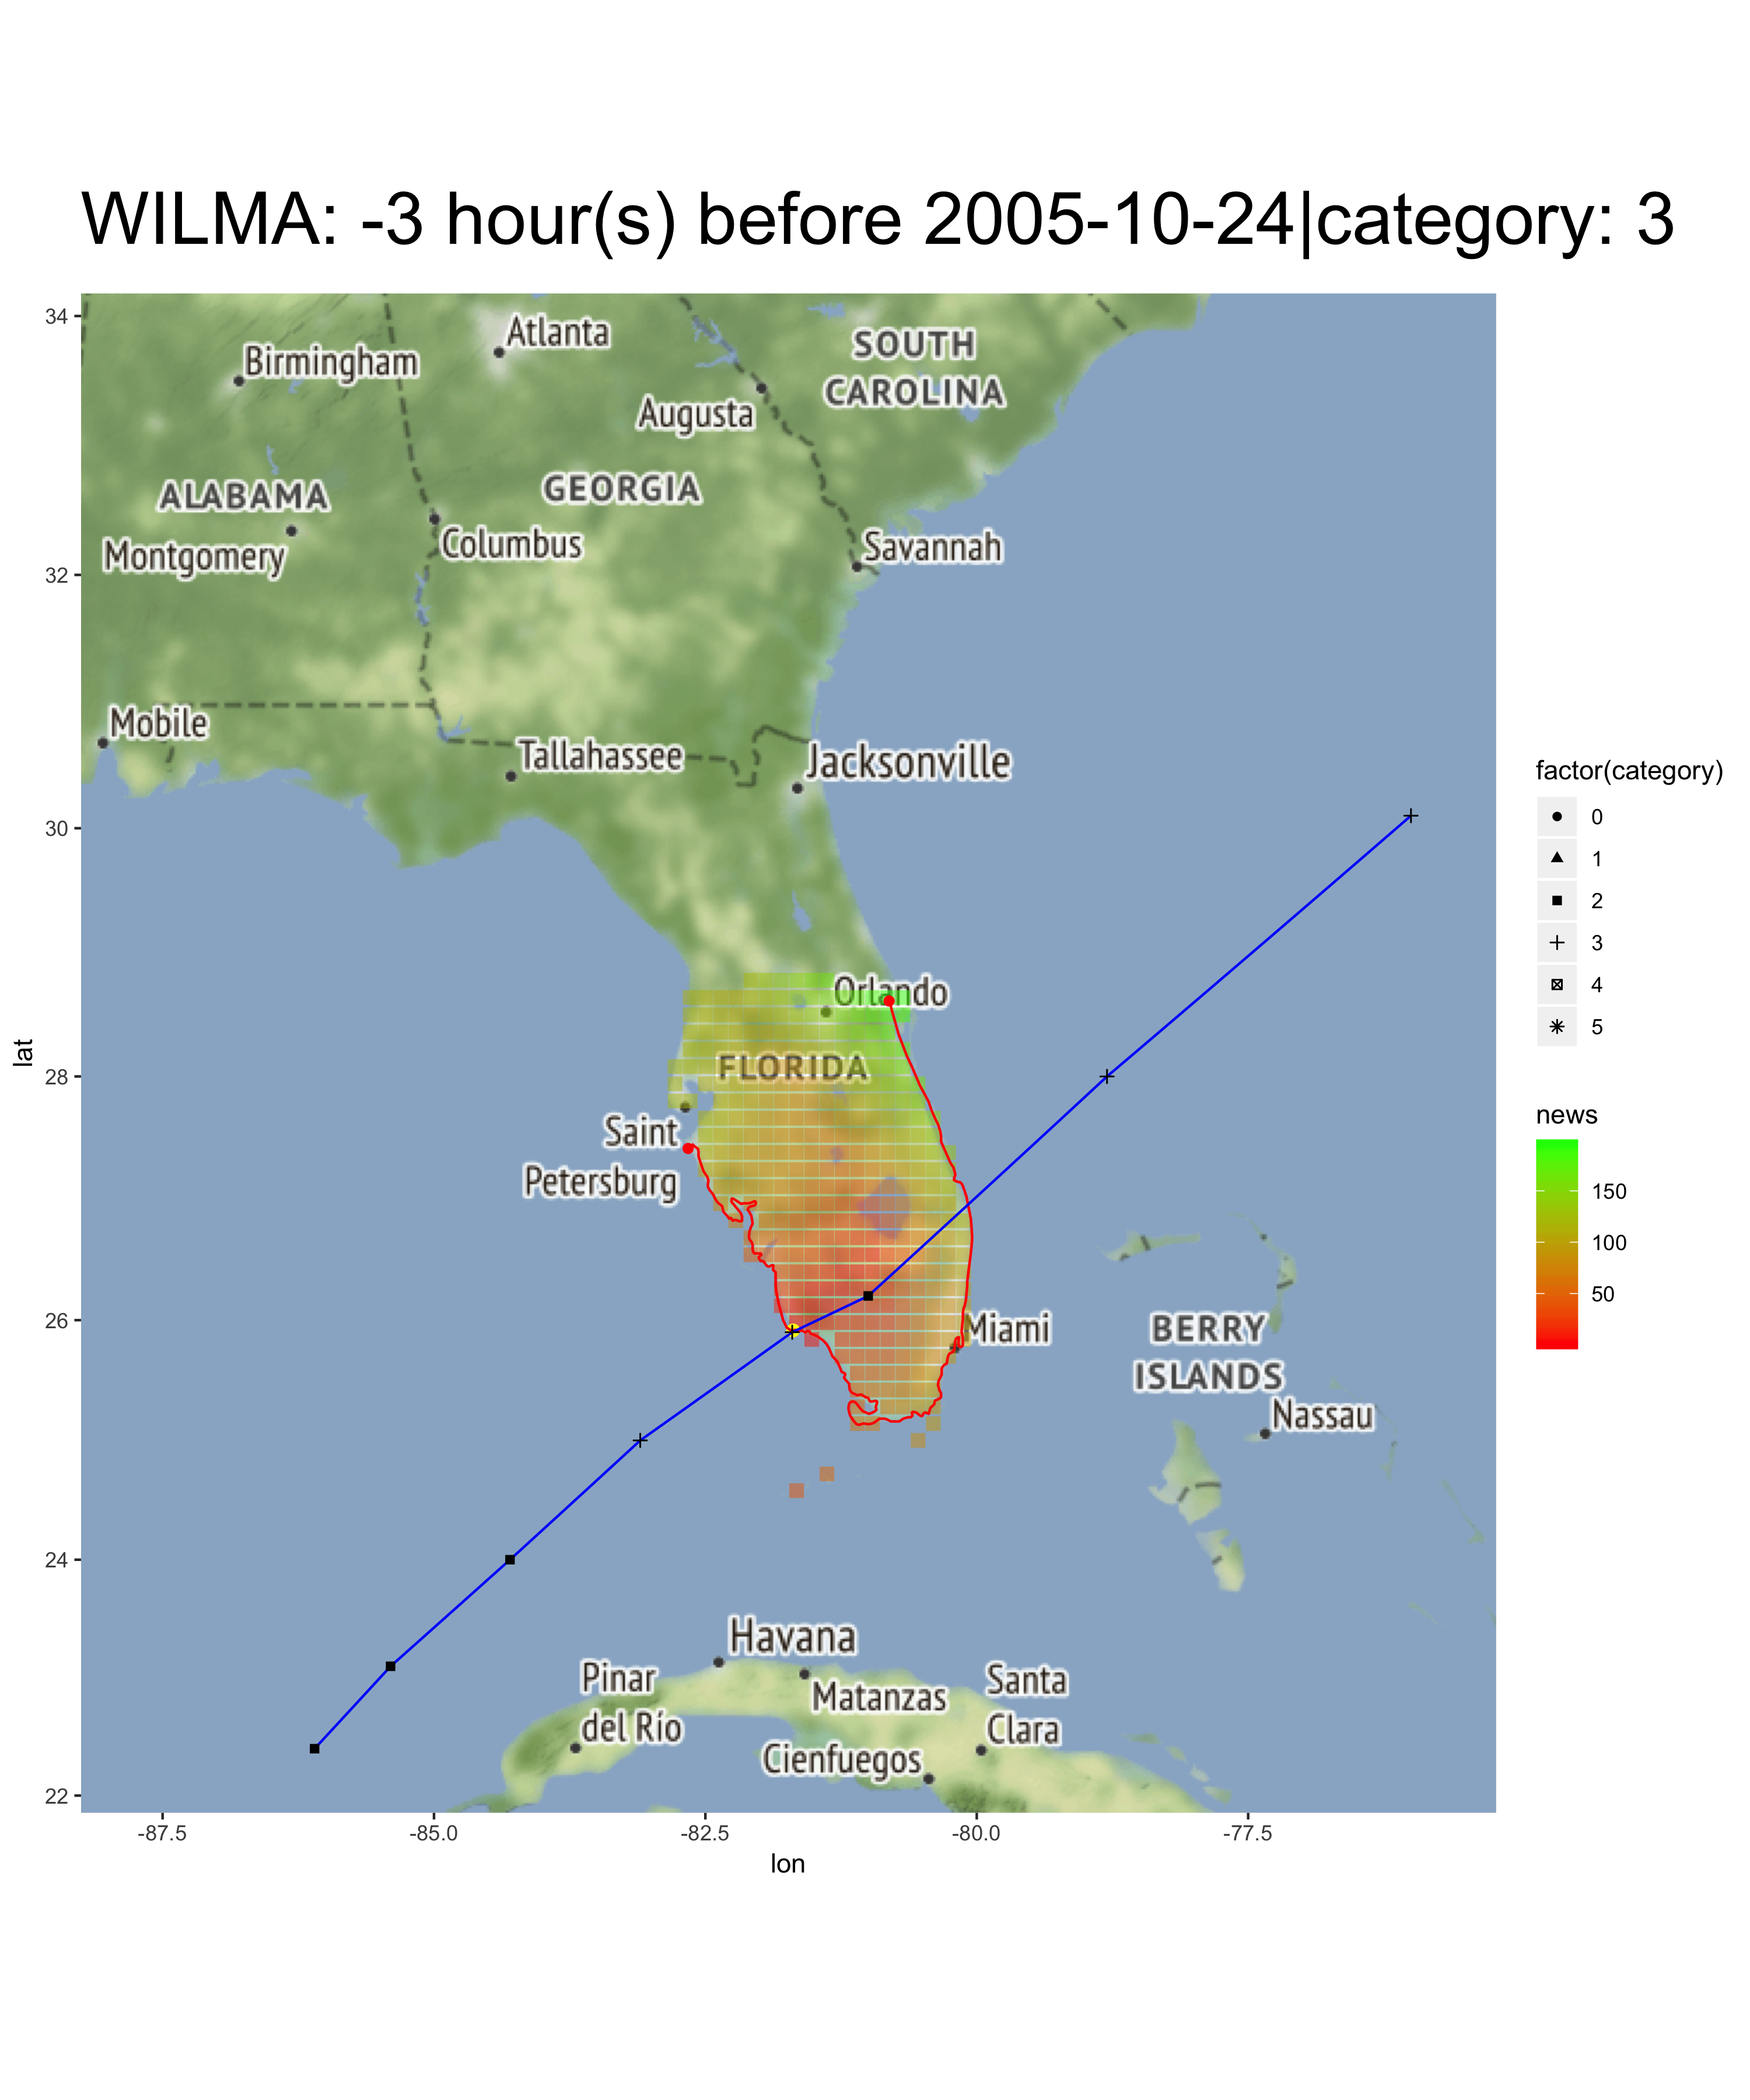 WILMA: -3 hour(s) before 2005-10-24|category: 3
34
Atlanta
Birmingham
SOUTH
CAROLINA
Augusta
ALABAMA
GEORGIA
Montgomery
Columbus
Savannah
32
Mobile
Tallahassee
Jacksonville
30
Orlando
FLORIDA
28
Saint
Petersburg
26
Miami
BERRY
ISLANDS
Nassau
24
Havana
Pinar
del Río
Matanzas
Santa
Clara
Cienfuegos
22
lat
-87.5
-85.0
-82.5
-80.0
-77.5
lon
factor(category)
0
1
2
3
4
5
news
150
100
50